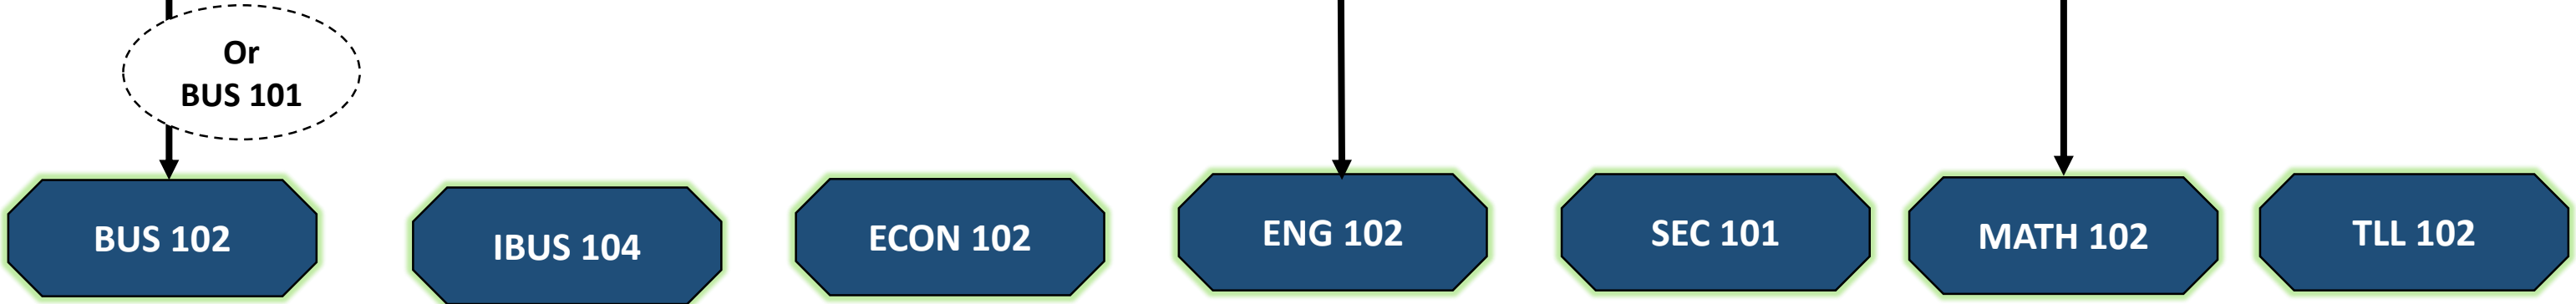 Or
BUS 101
BUS 102
IBUS 104
ECON 102
ENG 102
SEC 101
MATH 102
TLL 102